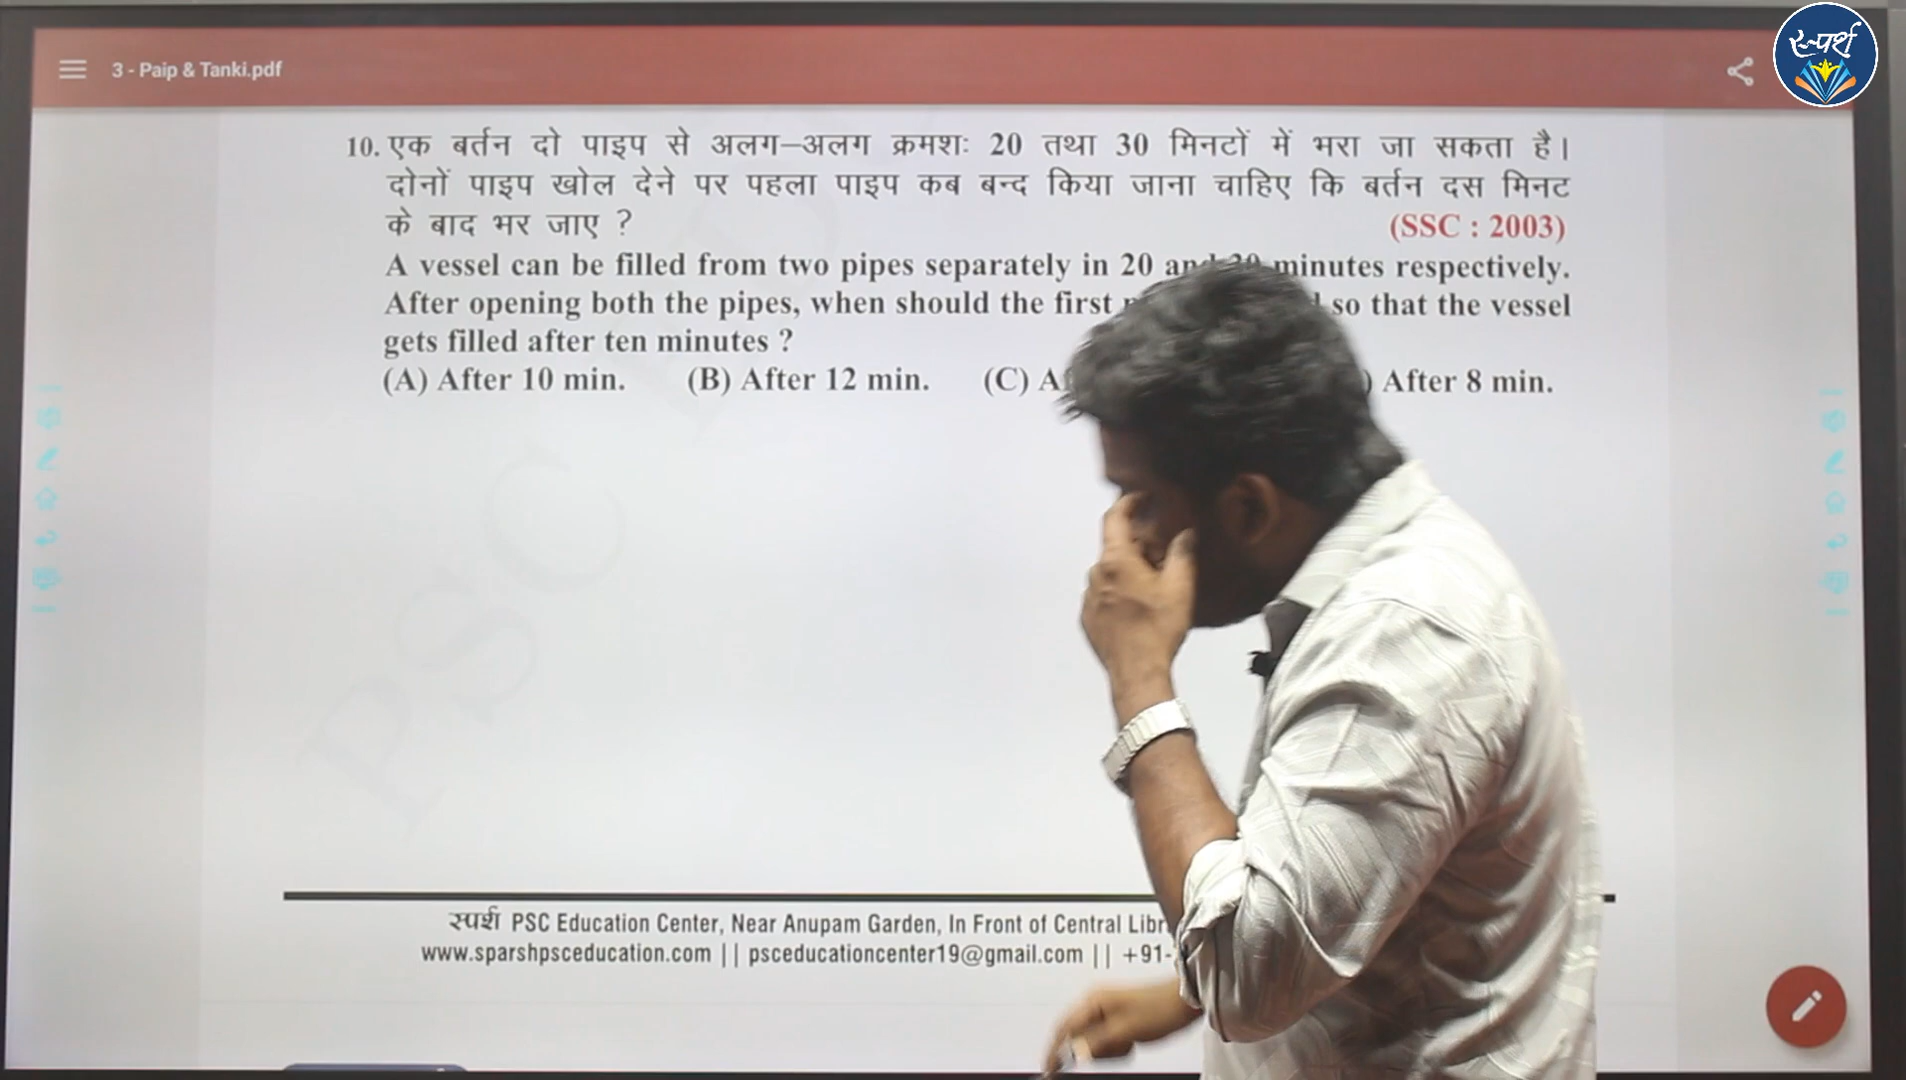 स्पर्श
3 - Paip & Tanki.pdf
10. एक बर्तन दो पाइप से अलग–अलग क्रमशः 20 तथा 30 मिनटों में भरा जा सकता है।
दोनों पाइप खोल देने पर पहला पाइप कब बन्द किया जाना चाहिए कि बर्तन दस मिनट
के बाद भर जाए ? (SSC : 2003)
A vessel can be filled from two pipes separately in 20 and 30 minutes respectively.
After opening both the pipes, when should the first so that the vessel
gets filled after ten minutes ?
(A) After 10 min. (B) After 12 min. (C) After 8 min.
स्पर्श PSC Education Center, Near Anupam Garden, In Front of Central
www.sparshpsceducation.com || psceducationcenter19@gmail.com || +91-
PSC